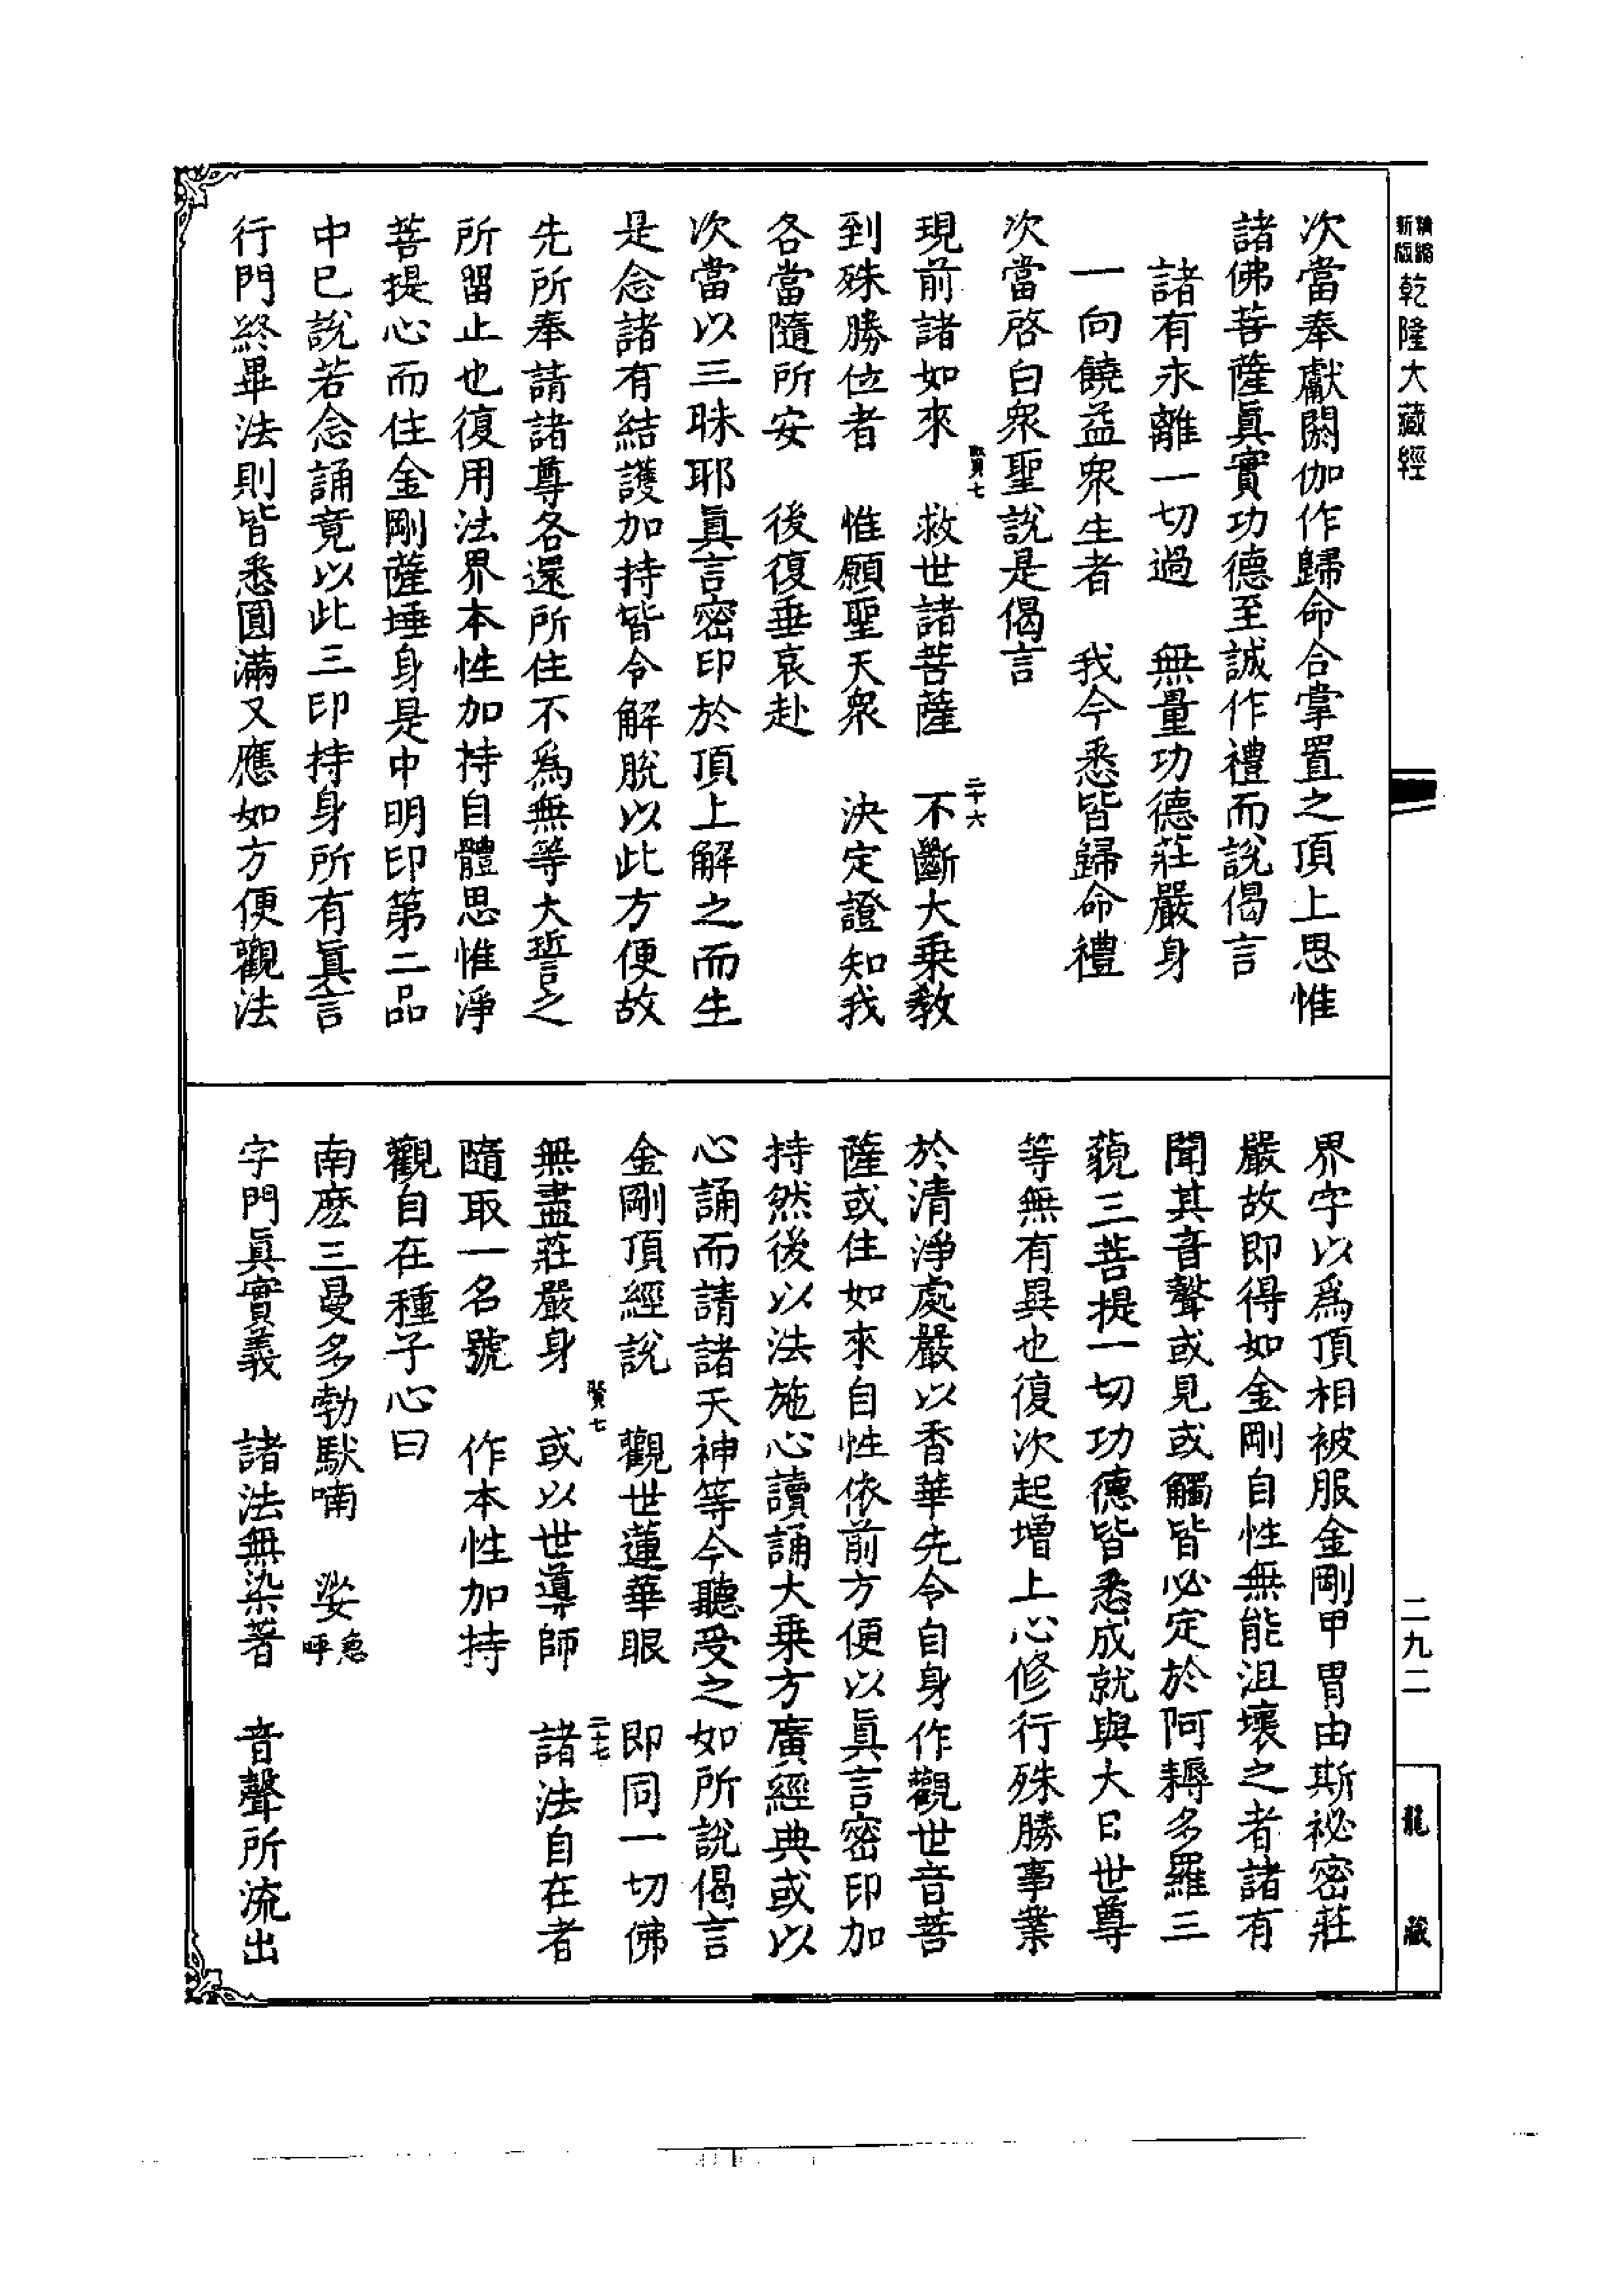 精縮新版乾隆大藏經
次當奉獻閼伽作歸命合掌置之頂上思惟
諸佛菩薩眞實功德至誠作禮而說偈言
諸有永離一切過　無量功德莊嚴身
一向饒益衆生者　我今悉皆歸命禮
次當啓白衆聖說是偈言
賢七　二十六
現前諸如來　救世諸菩薩　不斷大乘教
到殊勝位者　惟願聖天衆　決定證知我
各當隨所安　後復垂哀赴
次當以三昧耶眞言密印於頂上解之而生
是念諸有結護加持皆令解脫以此方便故
先所奉請諸尊各還所住不爲無等大誓之
所留止也復用法界本性加持自體思惟淨
菩提心而住金剛薩埵身是中明印第二品
中已說若念誦竟以此三印持身所有眞言
行門終畢法則皆悉圓滿又應如方便觀法
界字以爲頂相被服金剛甲冑由斯祕密莊
嚴故即得如金剛自性無能沮壞之者諸有
聞其音聲或見或觸皆必定於阿耨多羅三
藐三菩提一切功德皆悉成就與大日世尊
等無有異也復次起增上心修行殊勝事業
於清淨處嚴以香華先令自身作觀世音菩
薩或住如來自性依前方便以眞言密印加
持然後以法施心讀誦大乘方廣經典或以
心誦而請諸天神等今聽受之如所說偈言
金剛頂經說　觀世蓮華眼　即同一切佛
賢七　二十七
無盡莊嚴身　或以世導師　諸法自在者
隨取一名號　作本性加持
觀自在種子心曰
南麽三曼多勃馱喃　娑急呼
字門眞實義　諸法無染著　音聲所流出
二九二
龍藏